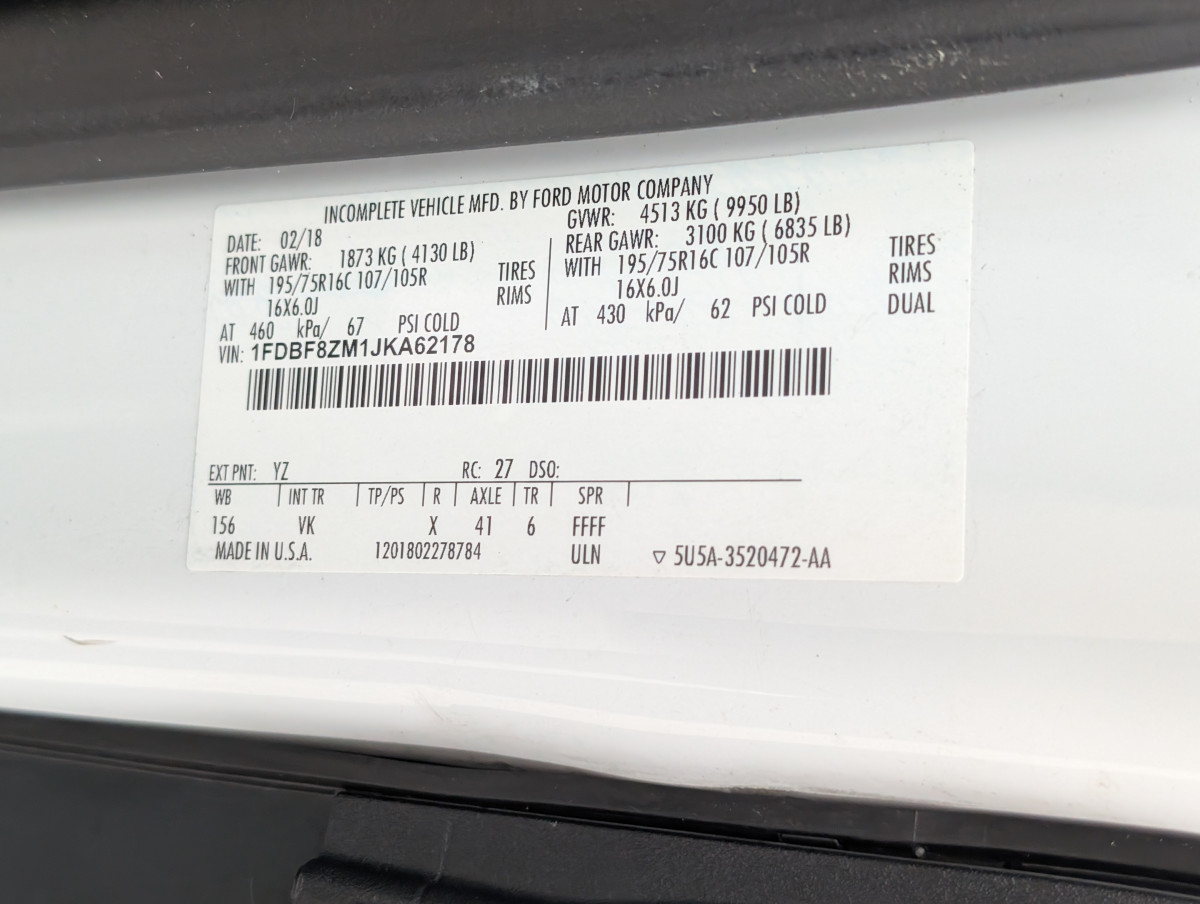 INCOMPLETE VEHICLE MFD. BY FORD MOTOR COMPANY
DATE: 02/18
GVWR: 4513 KG ( 9950 LB)
FRONT GAWR: 1873 KG ( 4130 LB)
REAR GAWR: 3100 KG ( 6835 LB)
WITH 195/75R16C 107/105R TIRES
WITH 195/75R16C 107/105R TIRES
16X6.0J RIMS
16X6.0J RIMS
AT 460 kPa/ 67 PSI COLD
AT 430 kPa/ 62 PSI COLD DUAL
VIN: 1FDBF8ZM1JKA62178
EXT PNT: YZ RC: 27 DSO:
WB INT TR TP/PS R AXLE TR SPR
156 VK X 41 6 FFFF
MADE IN U.S.A. 1201802278784 ULN ▽ 5U5A-3520472-AA